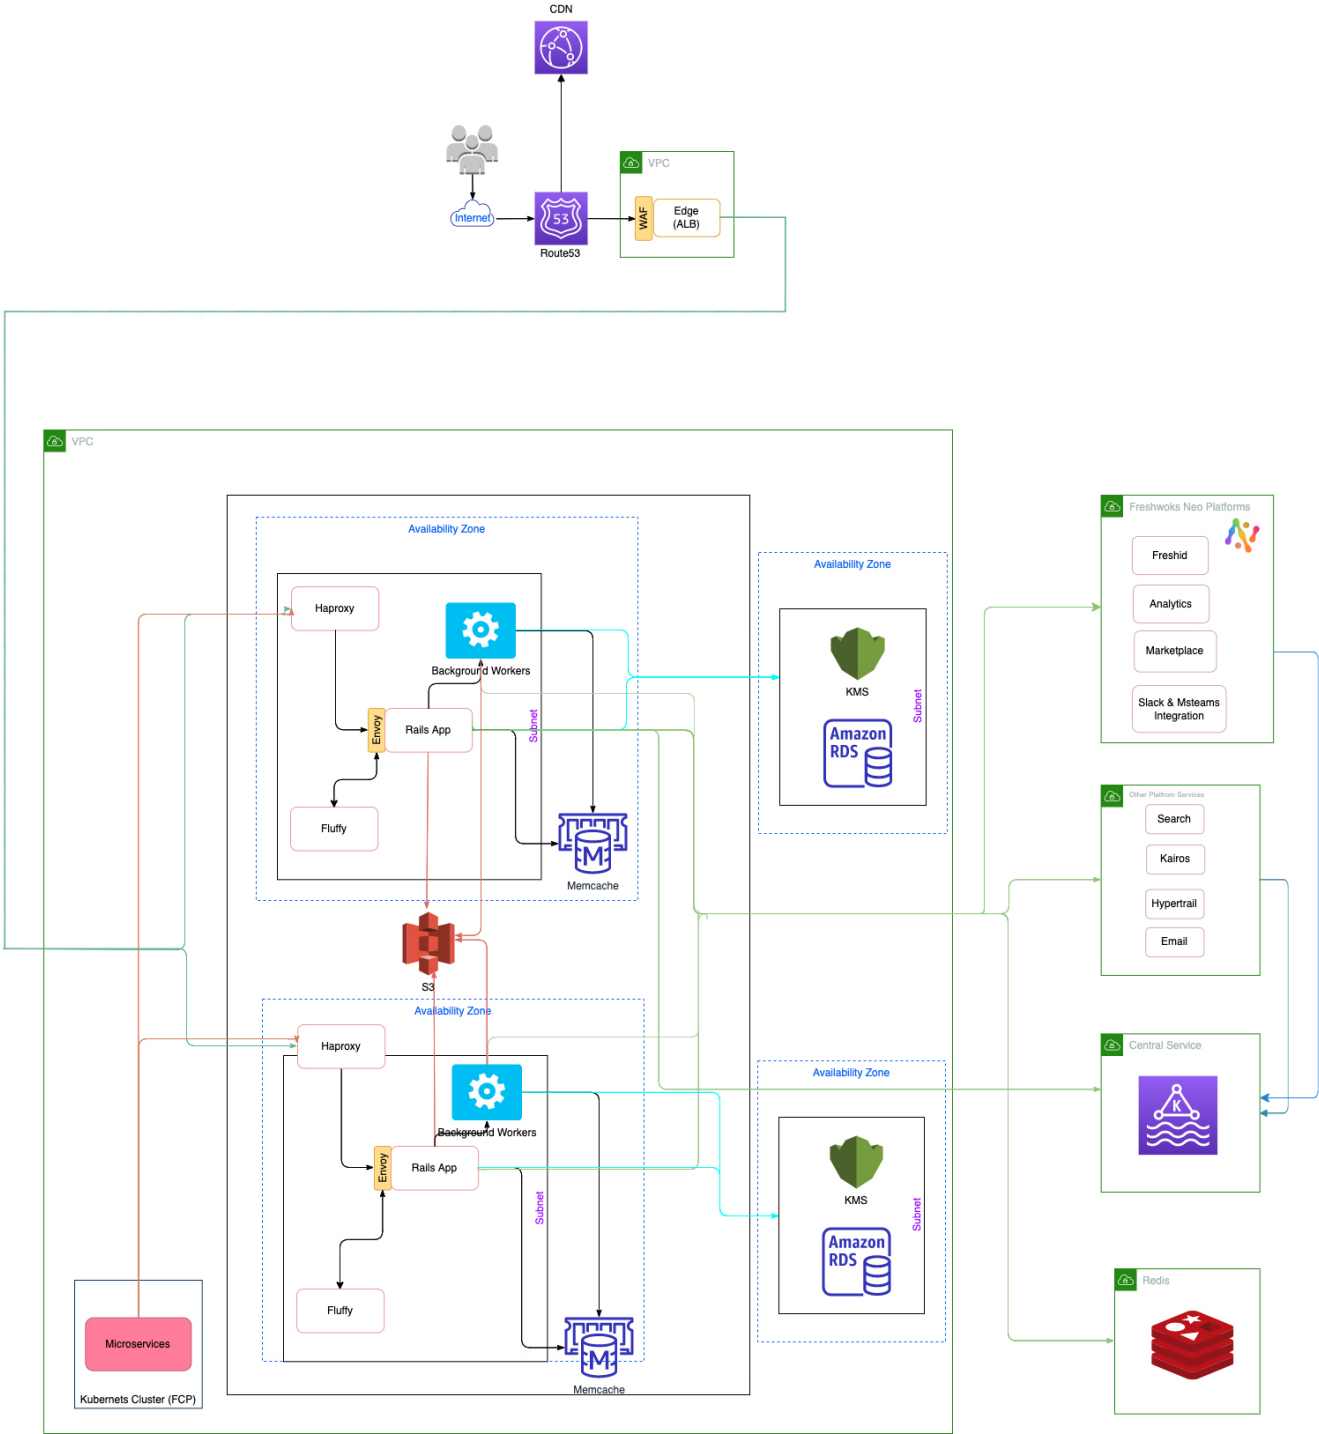 CDN
VPC
WAF
Edge
(ALB)
Internet
53
Route53
VPC
Availability Zone
Haproxy
Background Workers
Envoy
Rails App
Subnet
Fluffy
M
Memcache
Availability Zone
KMS
Subnet
Amazon
RDS
S3
Availability Zone
Haproxy
Background Workers
Envoy
Rails App
Subnet
Fluffy
M
Memcache
Availability Zone
KMS
Subnet
Amazon
RDS
Microservices
Kubernets Cluster (FCP)
Freshwoks Neo Platforms
Freshid
Analytics
Marketplace
Slack & Msteams
Integration
Other Platfrom Services
Search
Kairos
Hypertrail
Email
Central Service
K
Redis